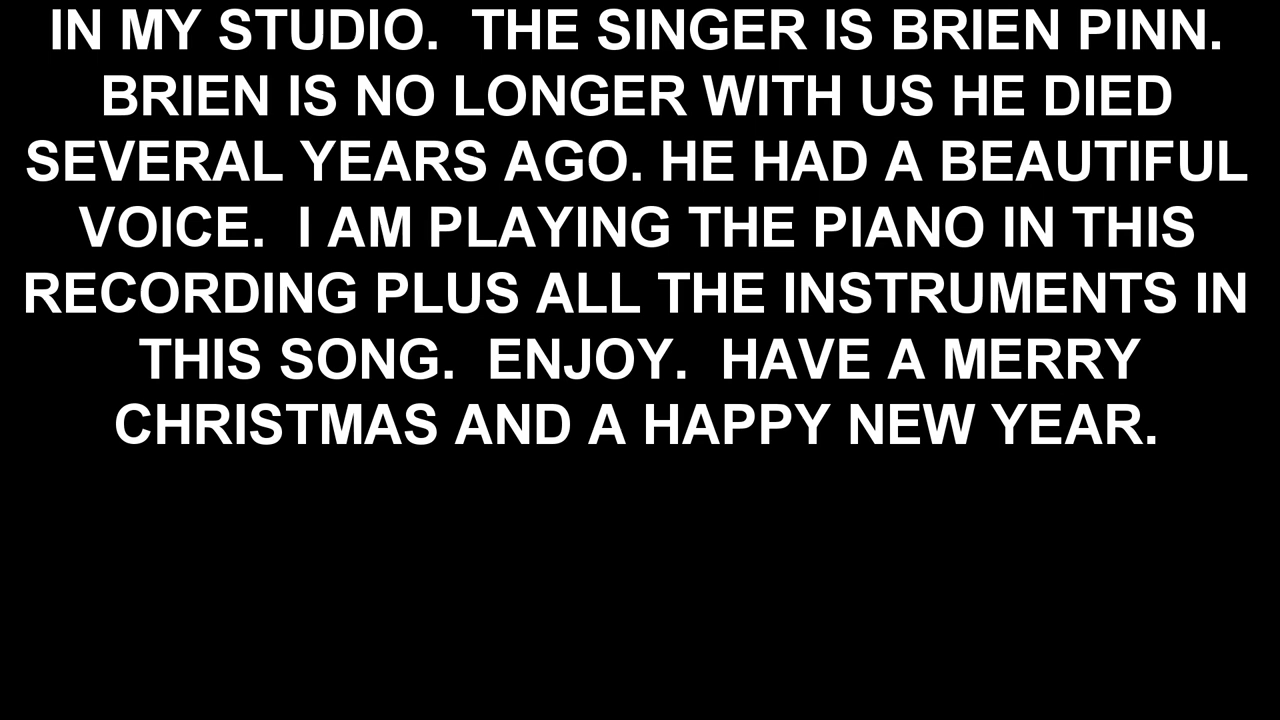 IN MY STUDIO.  THE SINGER IS BRIEN PINN.
BRIEN IS NO LONGER WITH US HE DIED
SEVERAL YEARS AGO. HE HAD A BEAUTIFUL
VOICE.  I AM PLAYING THE PIANO IN THIS
RECORDING PLUS ALL THE INSTRUMENTS IN
THIS SONG.  ENJOY.  HAVE A MERRY
CHRISTMAS AND A HAPPY NEW YEAR.